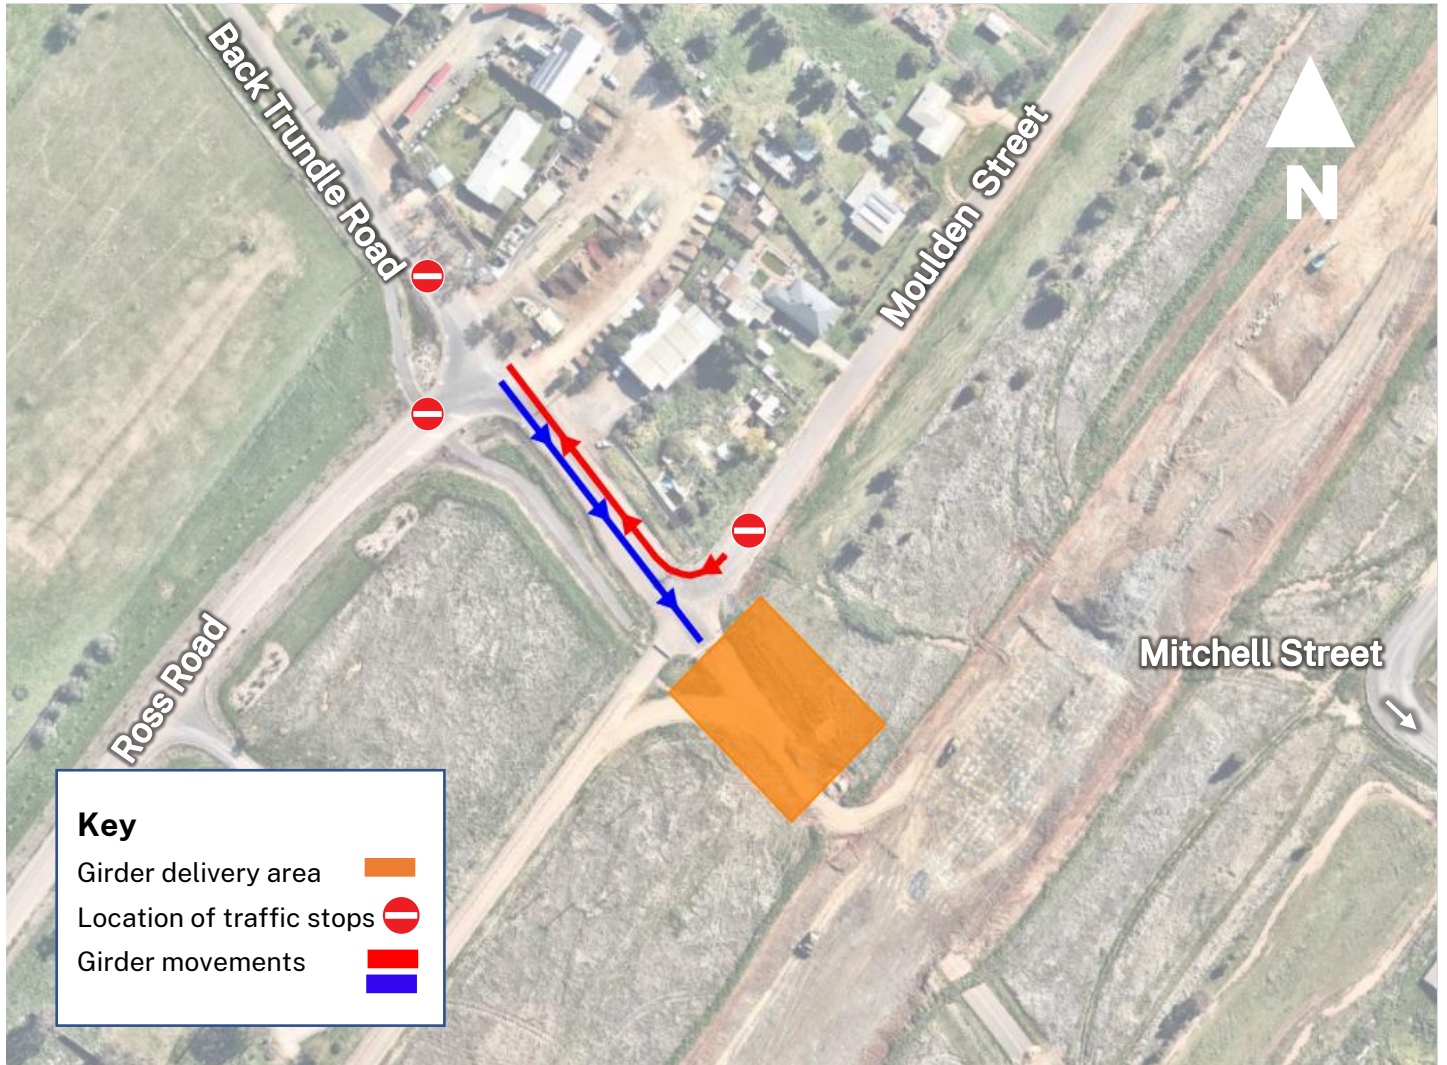 Back Trundle Road
Moulden Street
N
Mitchell Street
Ross Road
Key
Girder delivery area
Location of traffic stops
Girder movements